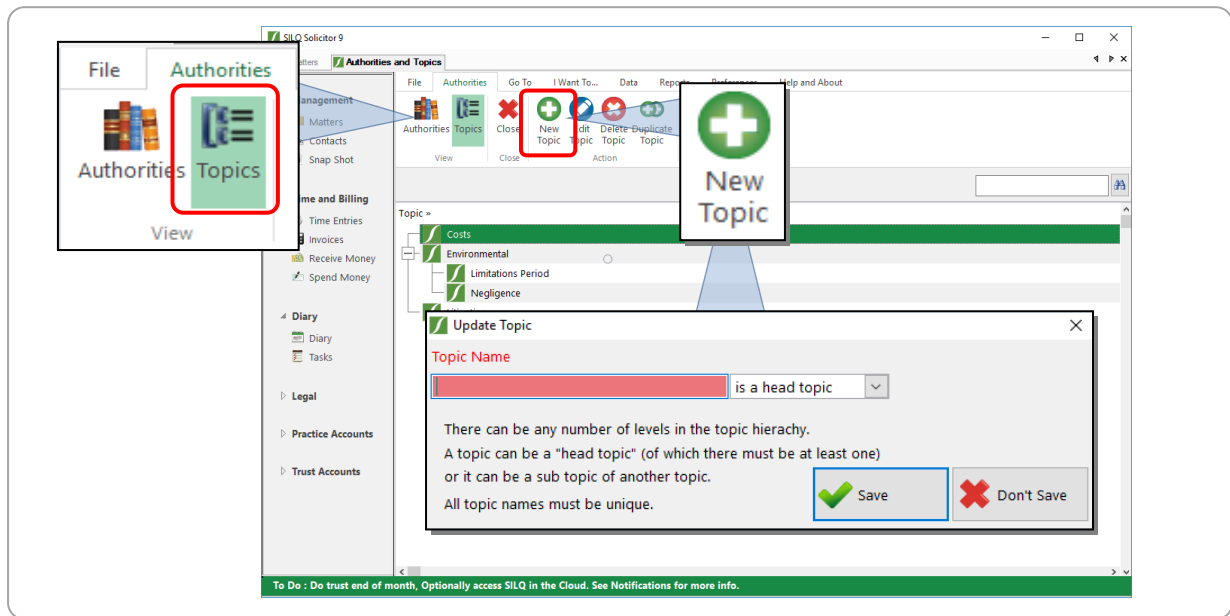 SILQ Solicitor 9
Matters
Authorities and Topics
File Authorities
Authorities Topics
View
File Authorities Go To I Want To... Data Reports Preferences Help and About
Authorities Topics Close New Topic Edit Topic Delete Topic Duplicate Topic
View Close Action
New
Topic
Management
Matters
Contacts
Snap Shot
Time and Billing
Time Entries
Invoices
Receive Money
Spend Money
Diary
Diary
Tasks
Legal
Practice Accounts
Trust Accounts
Topic »
Costs
Environmental
Limitations Period
Negligence
Update Topic
Topic Name
is a head topic
There can be any number of levels in the topic hierachy.
A topic can be a "head topic" (of which there must be at least one)
or it can be a sub topic of another topic.
All topic names must be unique.
Save
Don't Save
To Do : Do trust end of month, Optionally access SILQ in the Cloud. See Notifications for more info.